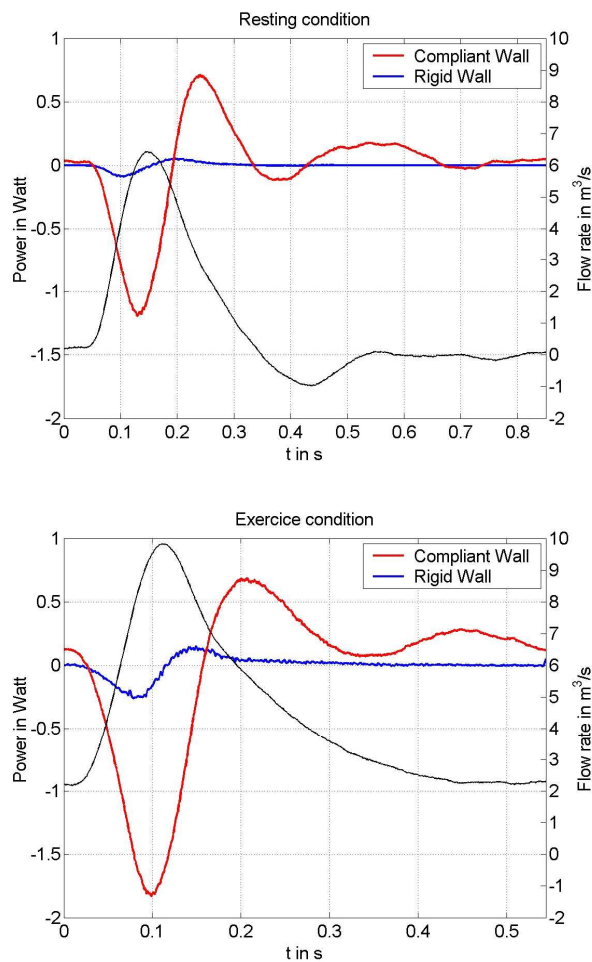 Resting condition
Compliant Wall
Rigid Wall
Power in Watt
1
0.5
0
-0.5
-1
-1.5
-2
10
9
8
7
6
5
4
3
2
1
0
-1
-2
Flow rate in m³/s
0 0.1 0.2 0.3 0.4 0.5 0.6 0.7 0.8
t in s
Exercice condition
Compliant Wall
Rigid Wall
Power in Watt
1
0.5
0
-0.5
-1
-1.5
-2
10
9
8
7
6
5
4
3
2
1
0
-1
-2
Flow rate in m³/s
0 0.1 0.2 0.3 0.4 0.5
t in s